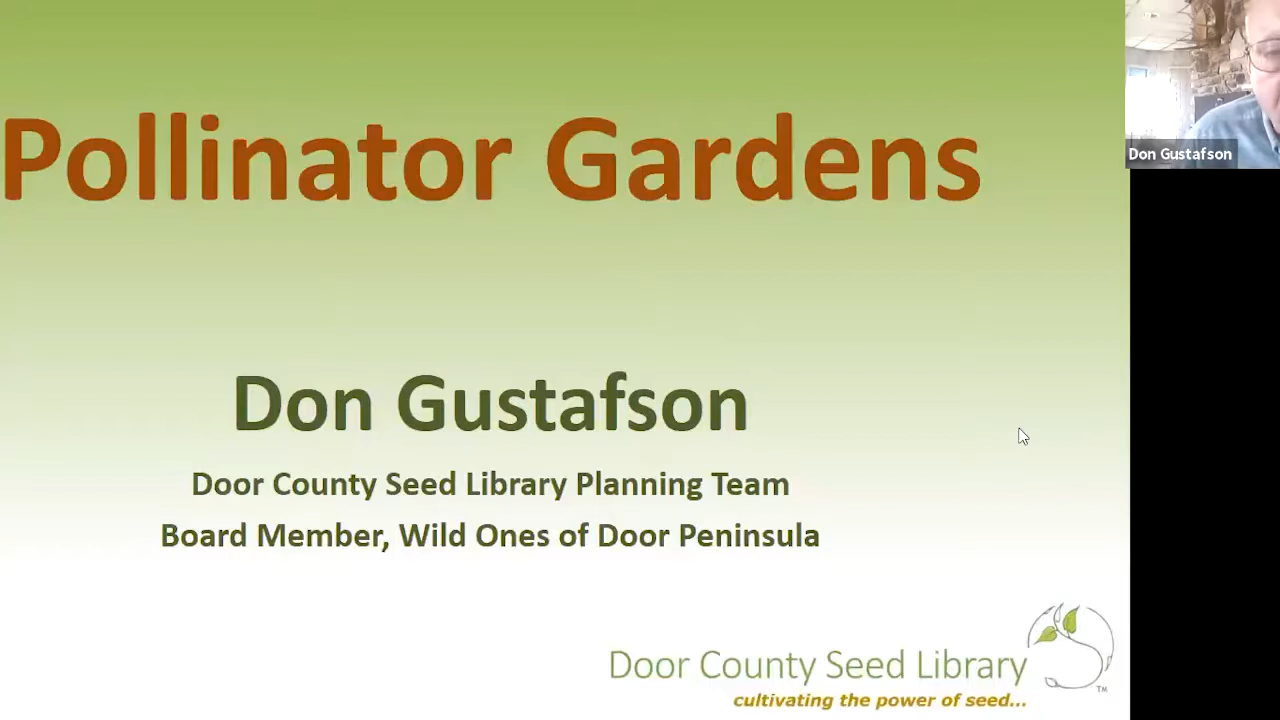 Pollinator Gardens
Don Gustafson
Don Gustafson
Door County Seed Library Planning Team
Board Member, Wild Ones of Door Peninsula
Door County Seed Library
TM
cultivating the power of seed...